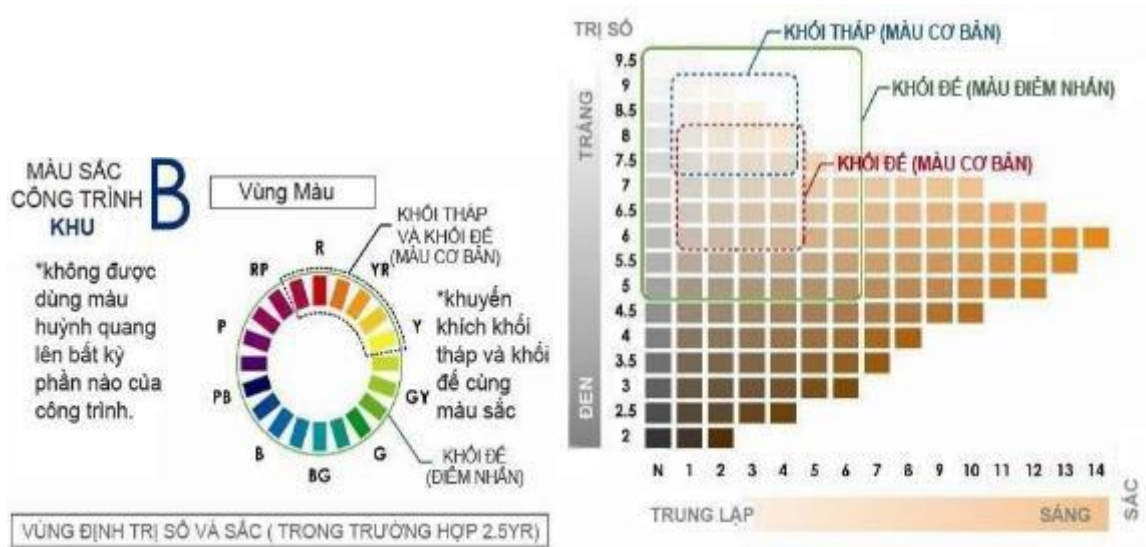 MÀU SẮC
CÔNG TRÌNH
KHU
B
Vùng Màu
*không được
dùng màu
huỳnh quang
lên bất kỳ
phần nào của
công trình.
KHỐI THÁP
VÀ KHỐI ĐẾ
(MÀU CƠ BẢN)
R
YR
Y
GY
G
BG
B
PB
P
RP
*khuyến
khích khối
tháp và khối
đế cùng
màu sắc
KHỐI ĐẾ
(ĐIỂM NHẤN)
VÙNG ĐỊNH TRỊ SỐ VÀ SẮC ( TRONG TRƯỜNG HỢP 2.5YR)
TRỊ SỐ
KHỐI THÁP (MÀU CƠ BẢN)
KHỐI ĐẾ (MÀU ĐIỂM NHẤN)
KHỐI ĐẾ (MÀU CƠ BẢN)
TRẮNG
ĐEN
9.5
9
8.5
8
7.5
7
6.5
6
5.5
5
4.5
4
3.5
3
2.5
2
N 1 2 3 4 5 6 7 8 9 10 11 12 13 14
TRUNG LẬP
SÁNG
SẮC